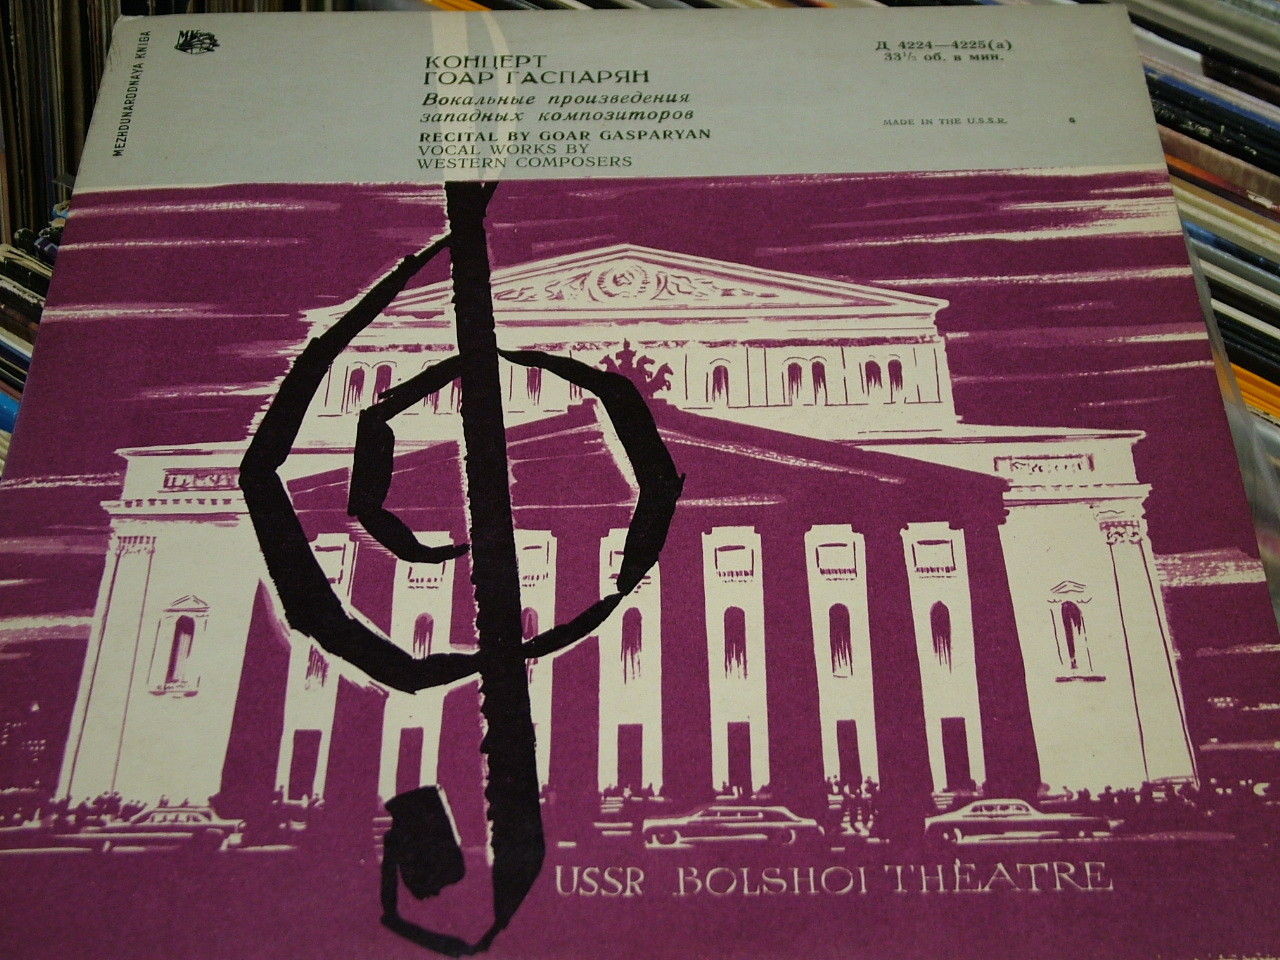 MEZHDUNARODNAYA KNIGA
MK
КОНЦЕРТ
ГОАР ГАСПАРЯН
Вокальные произведения
западных композиторов
RECITAL BY GOAR GASPARYAN
VOCAL WORKS BY
WESTERN COMPOSERS
Д 4224—4225(а)
33⅓ об. в мин.
MADE IN THE U.S.S.R.
USSR BOLSHOI THEATRE